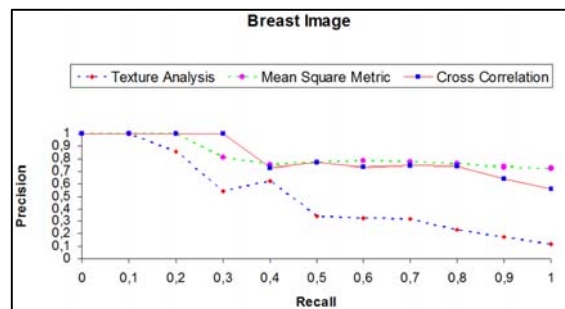 Breast Image
Texture Analysis Mean Square Metric Cross Correlation
1
0,9
0,8
0,7
0,6
0,5
0,4
0,3
0,2
0,1
0
Precision
0 0,1 0,2 0,3 0,4 0,5 0,6 0,7 0,8 0,9 1
Recall